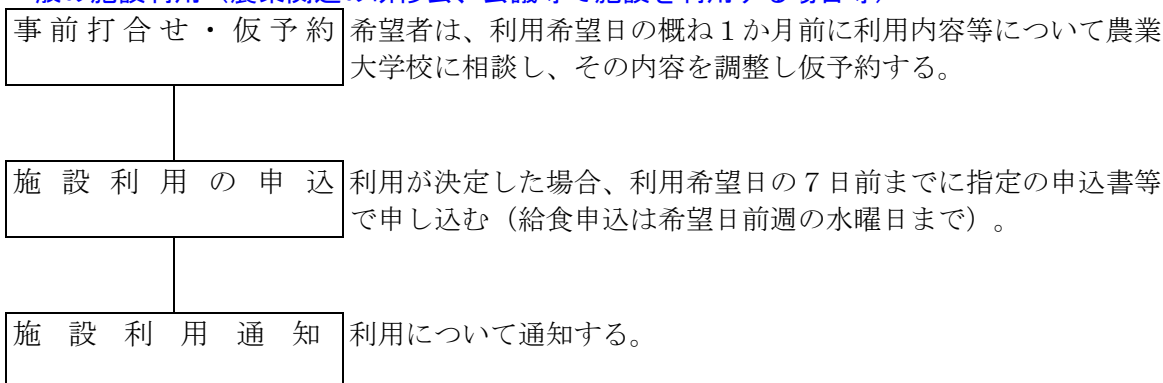 般の施設利用（農業関連の研修会、会議等で施設を利用する場合等）
事前打合せ・仮予約 希望者は、利用希望日の概ね１か月前に利用内容等について農業
大学校に相談し、その内容を調整し仮予約する。
施設利用の申込 利用が決定した場合、利用希望日の７日前までに指定の申込書等
で申し込む（給食申込は希望日前週の水曜日まで）。
施設利用通知 利用について通知する。